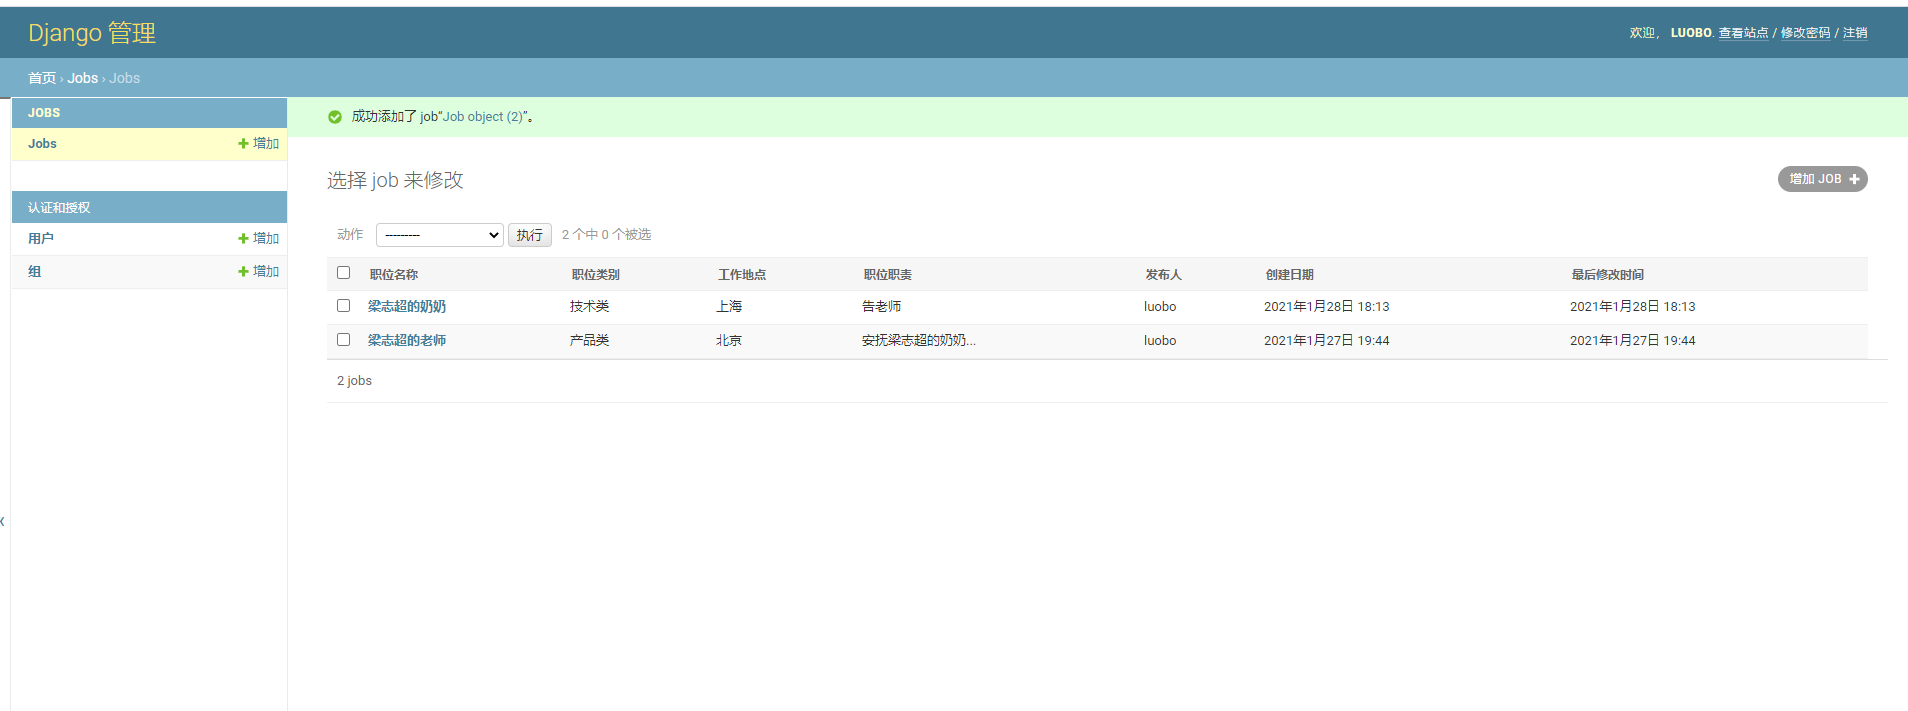 Django 管理
欢迎， LUOBO. 查看站点 / 修改密码 / 注销
首页 › Jobs › Jobs
JOBS
Jobs 增加
认证和授权
用户 增加
组 增加
成功添加了 job“Job object (2)”。
选择 job 来修改
增加 JOB
动作 --------- 执行 2 个中 0 个被选
职位名称 职位类别 工作地点 职位职责 发布人 创建日期 最后修改时间
梁志超的奶奶 技术类 上海 告老师 luobo 2021年1月28日 18:13 2021年1月28日 18:13
梁志超的老师 产品类 北京 安抚梁志超的奶奶... luobo 2021年1月27日 19:44 2021年1月27日 19:44
2 jobs